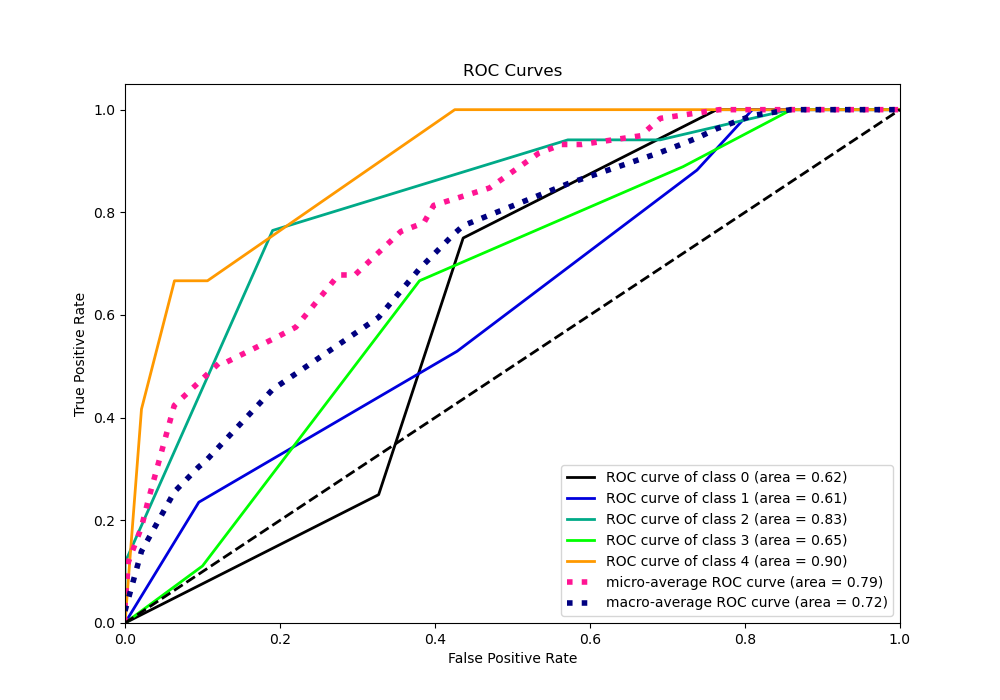 ROC Curves
True Positive Rate
1.0
0.8
0.6
0.4
0.2
0.0
0.0 0.2 0.4 0.6 0.8 1.0
False Positive Rate
ROC curve of class 0 (area = 0.62)
ROC curve of class 1 (area = 0.61)
ROC curve of class 2 (area = 0.83)
ROC curve of class 3 (area = 0.65)
ROC curve of class 4 (area = 0.90)
micro-average ROC curve (area = 0.79)
macro-average ROC curve (area = 0.72)